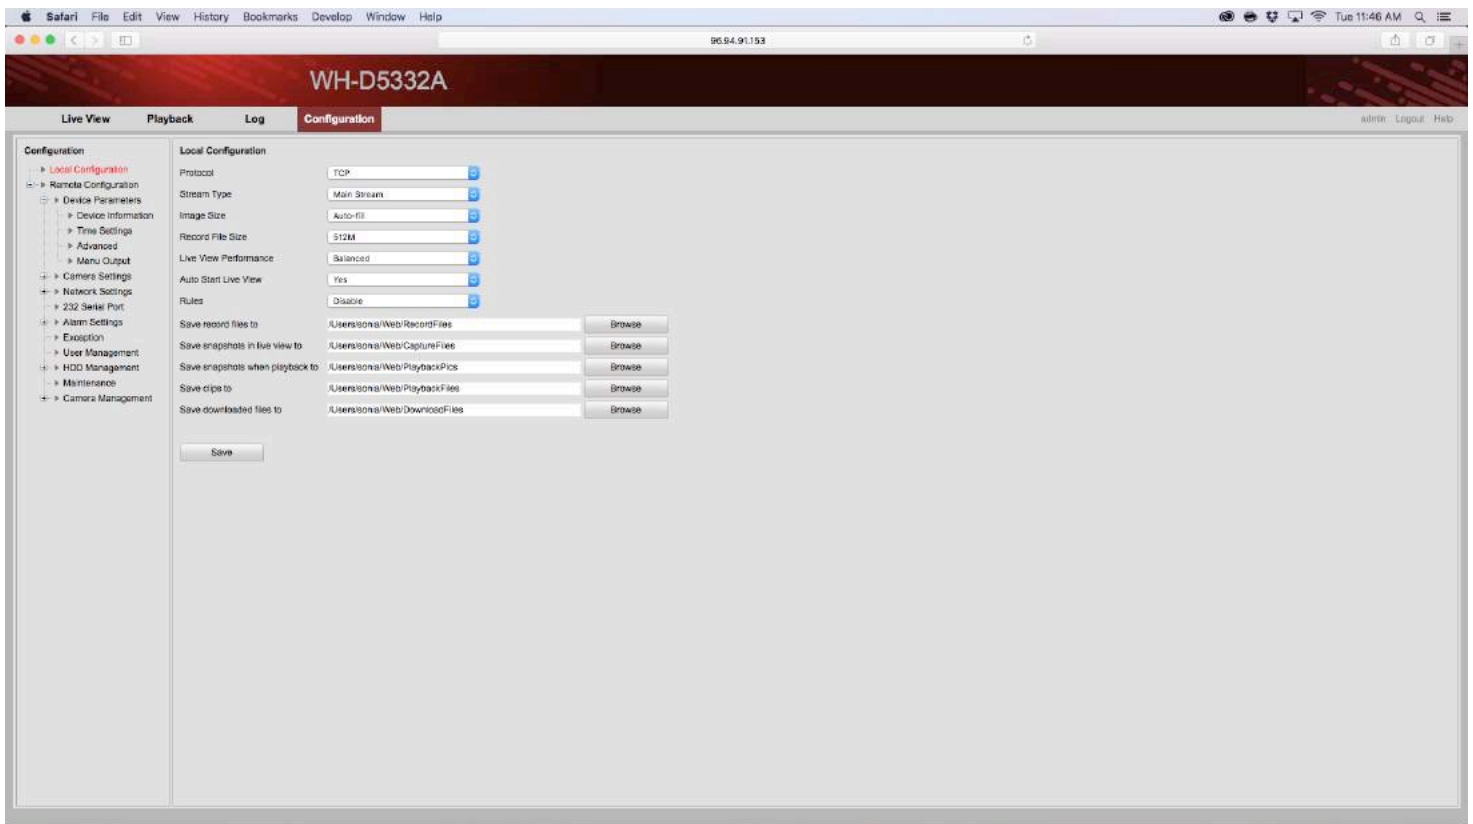 Safari File Edit View History Bookmarks Develop Window Help Tue 11:46 AM
96.94.91.153
WH-D5332A
Live View Playback Log Configuration admin Logout Help
Configuration
Local Configuration
Remote Configuration
Device Parameters
Device Information
Time Settings
Advanced
Menu Output
Camera Settings
Network Settings
232 Serial Port
Alarm Settings
Exception
User Management
HDD Management
Maintenance
Camera Management
Local Configuration
Protocol TCP
Stream Type Main Stream
Image Size Auto-fill
Record File Size 512M
Live View Performance Balanced
Auto Start Live View Yes
Rules Disable
Save record files to /Users/sonia/Web/RecordFiles Browse
Save snapshots in live view to /Users/sonia/Web/CaptureFiles Browse
Save snapshots when playback to /Users/sonia/Web/PlaybackPics Browse
Save clips to /Users/sonia/Web/PlaybackFiles Browse
Save downloaded files to /Users/sonia/Web/DownloadFiles Browse
Save